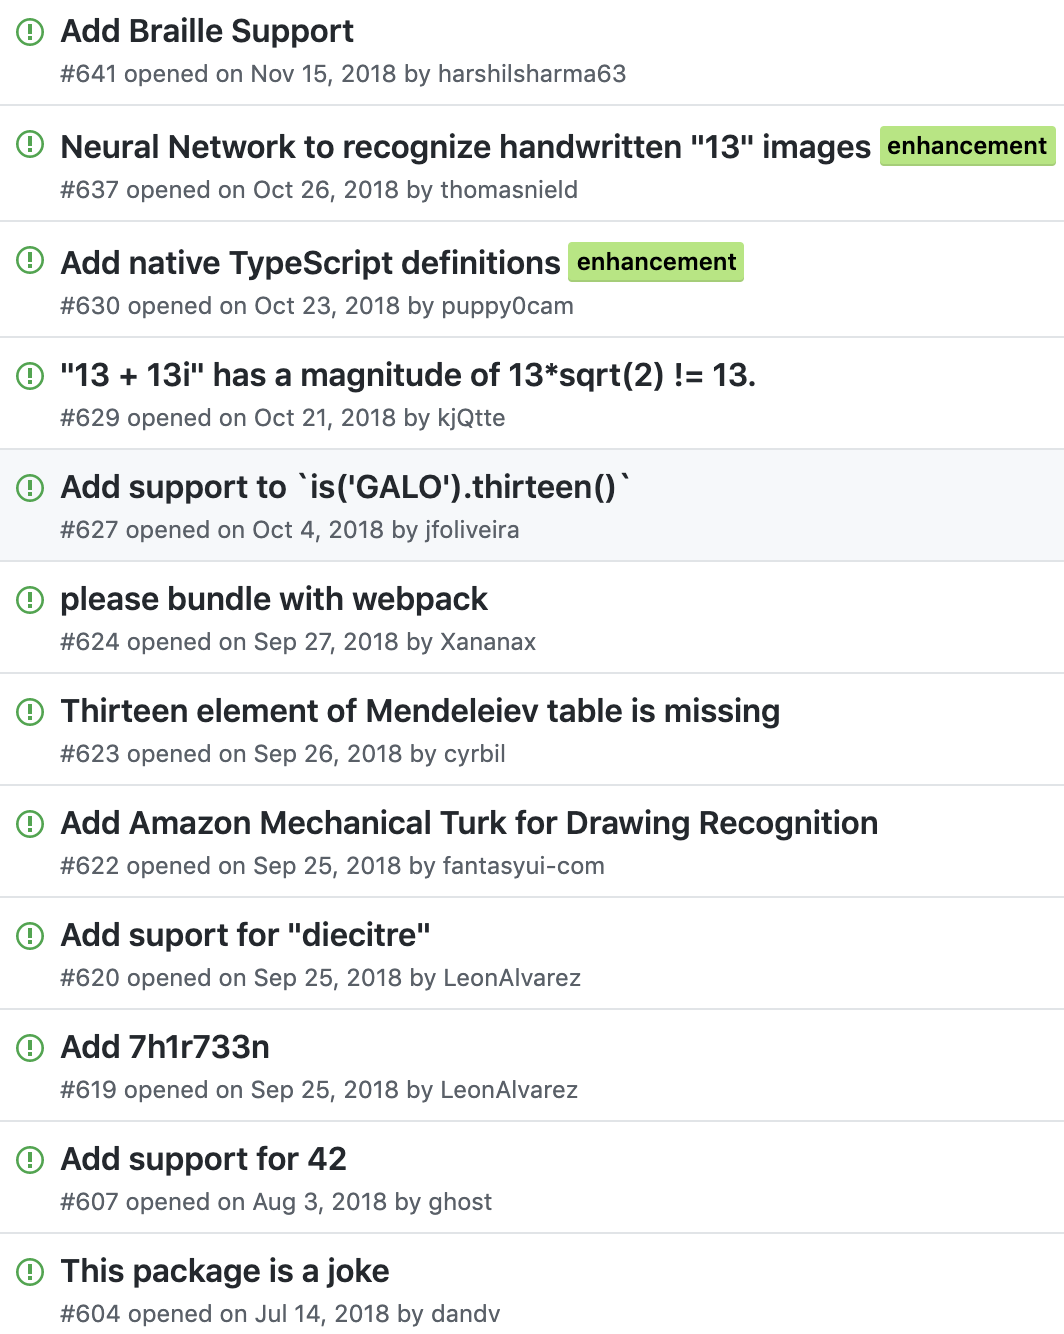 Add Braille Support
#641 opened on Nov 15, 2018 by harshilsharma63
Neural Network to recognize handwritten "13" images enhancement
#637 opened on Oct 26, 2018 by thomasnield
Add native TypeScript definitions enhancement
#630 opened on Oct 23, 2018 by puppy0cam
"13 + 13i" has a magnitude of 13*sqrt(2) != 13.
#629 opened on Oct 21, 2018 by kjQtte
Add support to `is('GALO').thirteen()`
#627 opened on Oct 4, 2018 by jfoliveira
please bundle with webpack
#624 opened on Sep 27, 2018 by Xananax
Thirteen element of Mendeleiev table is missing
#623 opened on Sep 26, 2018 by cyrbil
Add Amazon Mechanical Turk for Drawing Recognition
#622 opened on Sep 25, 2018 by fantasyui-com
Add suport for "diecitre"
#620 opened on Sep 25, 2018 by LeonAlvarez
Add 7h1r733n
#619 opened on Sep 25, 2018 by LeonAlvarez
Add support for 42
#607 opened on Aug 3, 2018 by ghost
This package is a joke
#604 opened on Jul 14, 2018 by dandv